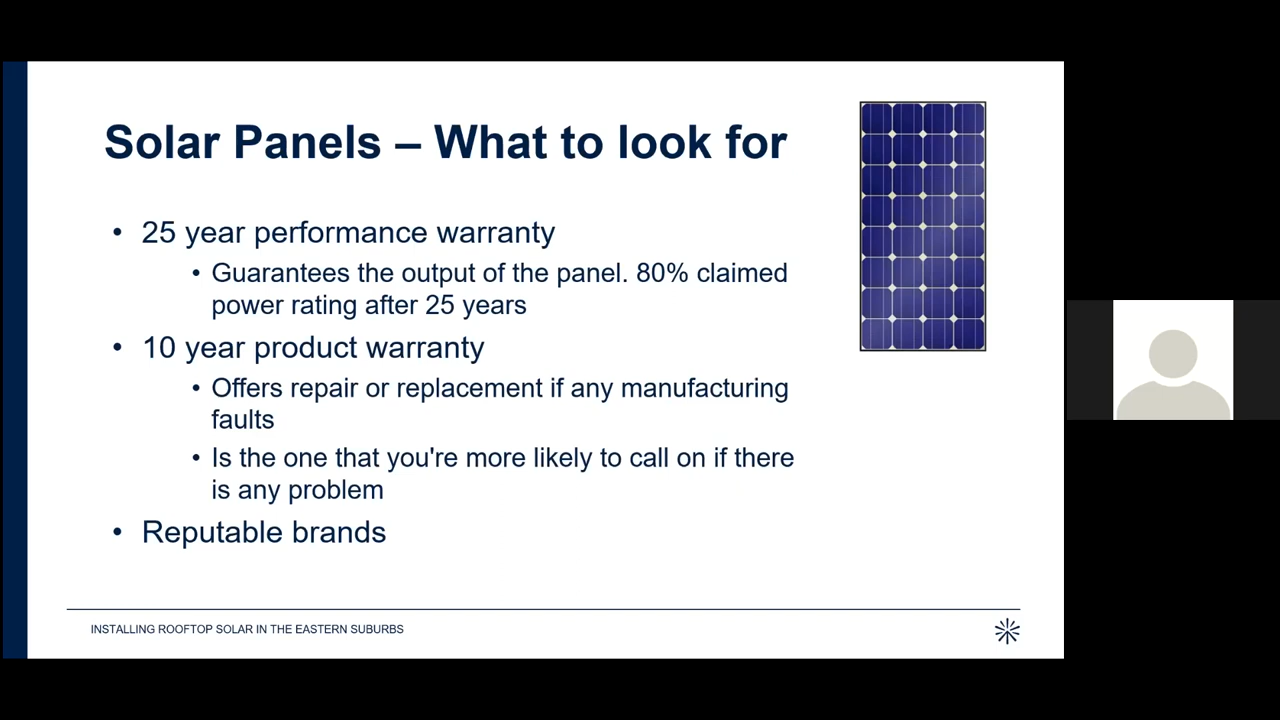 Solar Panels – What to look for
• 25 year performance warranty
• Guarantees the output of the panel. 80% claimed
power rating after 25 years
• 10 year product warranty
• Offers repair or replacement if any manufacturing
faults
• Is the one that you're more likely to call on if there
is any problem
• Reputable brands
INSTALLING ROOFTOP SOLAR IN THE EASTERN SUBURBS